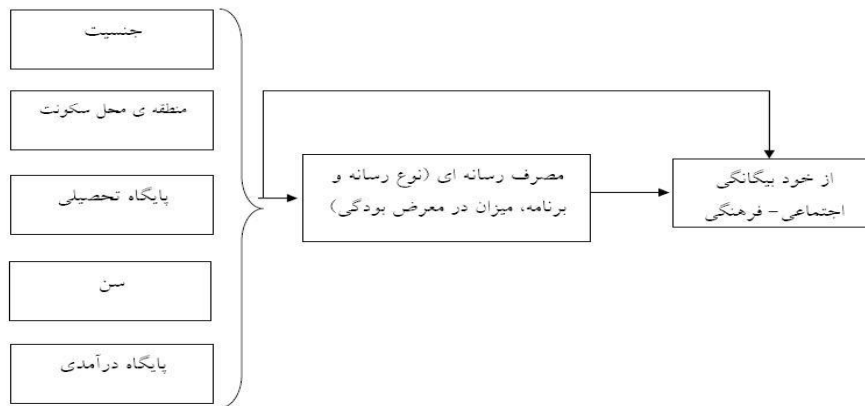 جنسیت
منطقه ی محل سکونت
پایگاه تحصیلی
سن
پایگاه درآمدی
مصرف رسانه ای (نوع رسانه و
برنامه، میزان در معرض بودگی)
از خود بیگانگی
اجتماعی- فرهنگی